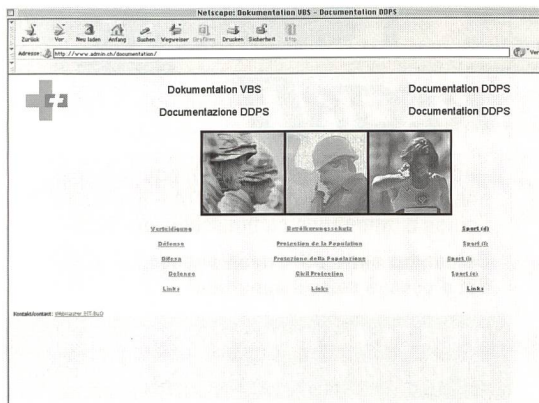 Netscape: Dokumentation VBS – Documentation DDPS
Zurück Vor Neu laden Anfang Suchen Wegweiser Grafiken Drucken Sicherheit Stop
Adresse: http://www.admin.ch/documentation/
Dokumentation VBS Documentation DDPS
Documentazione DDPS Documentation DDPS
Verteidigung Bevölkerungsschutz Sport (d)
Défense Protection de la Population Sport (f)
Difesa Protezione della Popolazione Sport (i)
Defense Civil Protection Sport (e)
Links Links Links
Kontakt/contact: